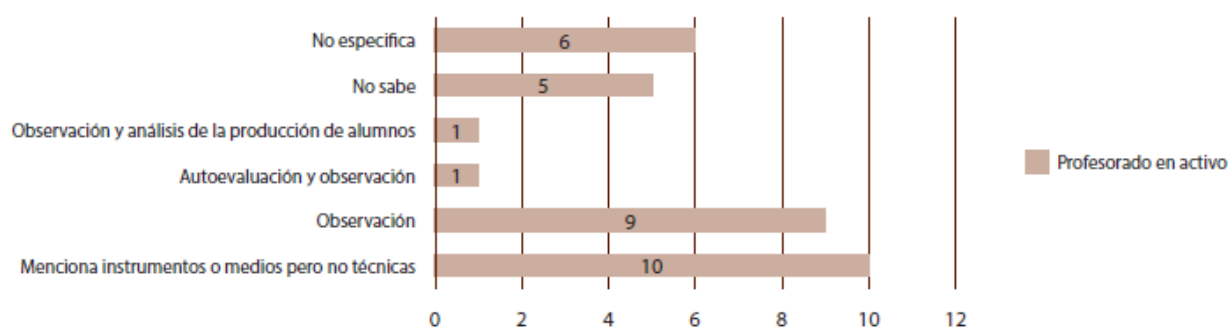 No especifica
6
No sabe
5
Observación y análisis de la producción de alumnos
1
Autoevaluación y observación
1
Observación
9
Menciona instrumentos o medios pero no técnicas
10
0 2 4 6 8 10 12
Profesorado en activo